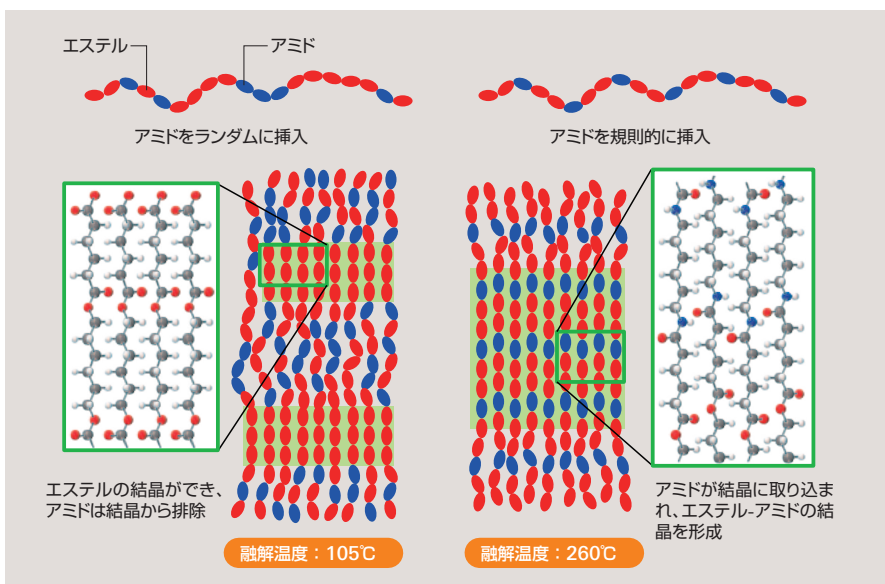 エステル
アミド
アミドをランダムに挿入
アミドを規則的に挿入
エステルの結晶ができ、
アミドは結晶から排除
アミドが結晶に取り込ま
れ、エステル-アミドの結
晶を形成
融解温度：105℃
融解温度：260℃